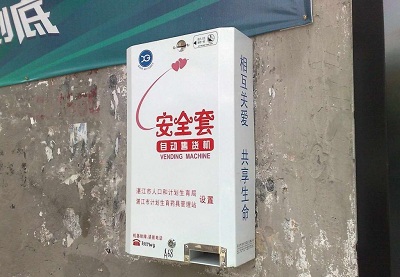 到底
安全套
自动售货机
VENDING MACHINE
湛江市人口和计划生育局
湛江市计划生育药具管理站
设置
相互关爱 共享生命